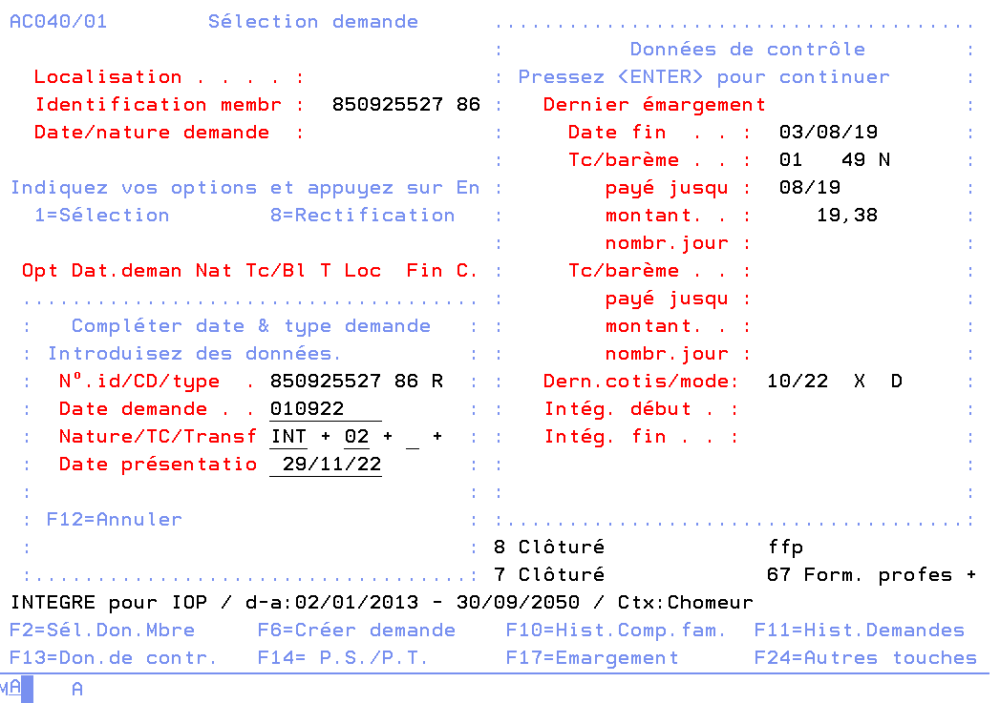 AC040/01 Sélection demande ......................................
: Données de contrôle :
Localisation . . . . : : Pressez <ENTER> pour continuer :
Identification membr : 850925527 86 : Dernier émargement :
Date/nature demande : : Date fin . . : 03/08/19 :
: Tc/barème . . : 01 49 N :
Indiquez vos options et appuyez sur En : payé jusqu : 08/19 :
1=Sélection 8=Rectification : montant. . : 19,38 :
: nombr.jour : :
Opt Dat.deman Nat Tc/Bl T Loc Fin C. : Tc/barème . . : :
..................................... : payé jusqu : :
: Compléter date & type demande : : montant. . : :
: Introduisez des données. : : nombr.jour : :
: N°.id/CD/type . 850925527 86 R : : Dern.cotis/mode: 10/22 X D :
: Date demande . . 010922 : : Intég. début . : :
: Nature/TC/Transf INT + 02 + _ + : : Intég. fin . . : :
: Date présentatio 29/11/22 : : :
: : : :
: F12=Annuler : :.....................................:
: : 8 Clôturé ffp
:...................................: 7 Clôturé 67 Form. profes +
INTEGRE pour IOP / d-a:02/01/2013 - 30/09/2050 / Ctx:Chomeur
F2=Sél.Don.Mbre F6=Créer demande F10=Hist.Comp.fam. F11=Hist.Demandes
F13=Don.de contr. F14= P.S./P.T. F17=Emargement F24=Autres touches
MA A